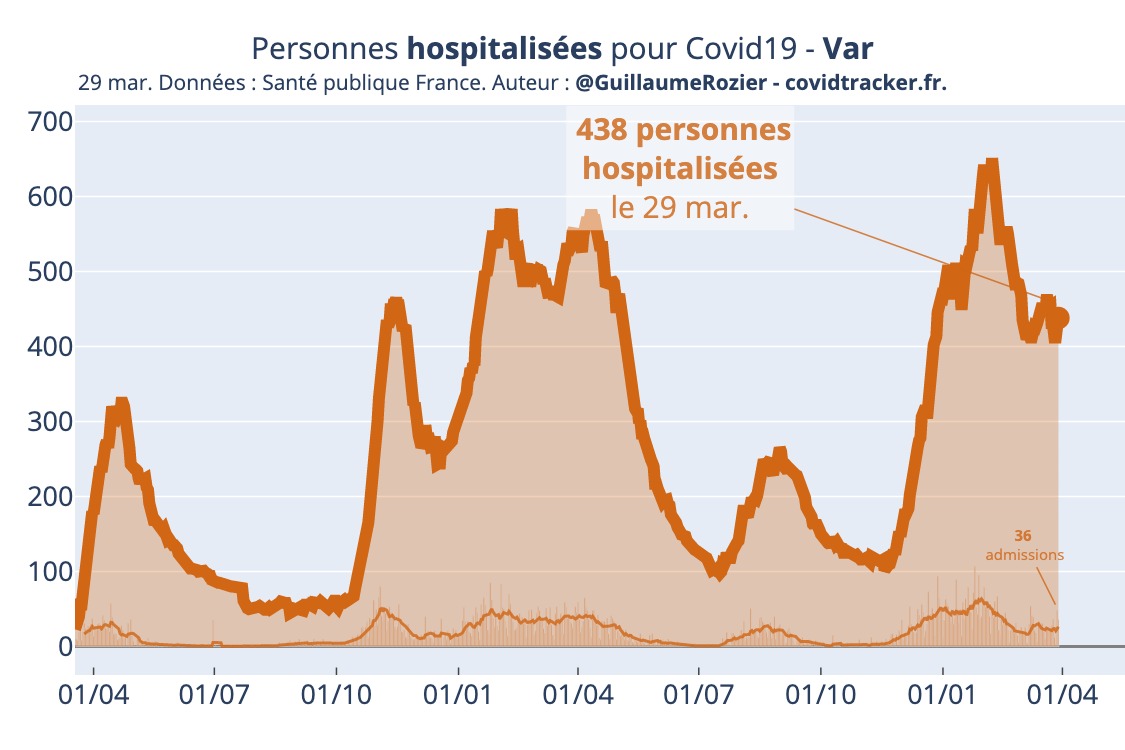 Personnes hospitalisées pour Covid19 - Var
29 mar. Données : Santé publique France. Auteur : @GuillaumeRozier - covidtracker.fr.
700
438 personnes
hospitalisées
le 29 mar.
600
500
400
300
200
36
admissions
100
0
01/04 01/07 01/10 01/01 01/04 01/07 01/10 01/01 01/04